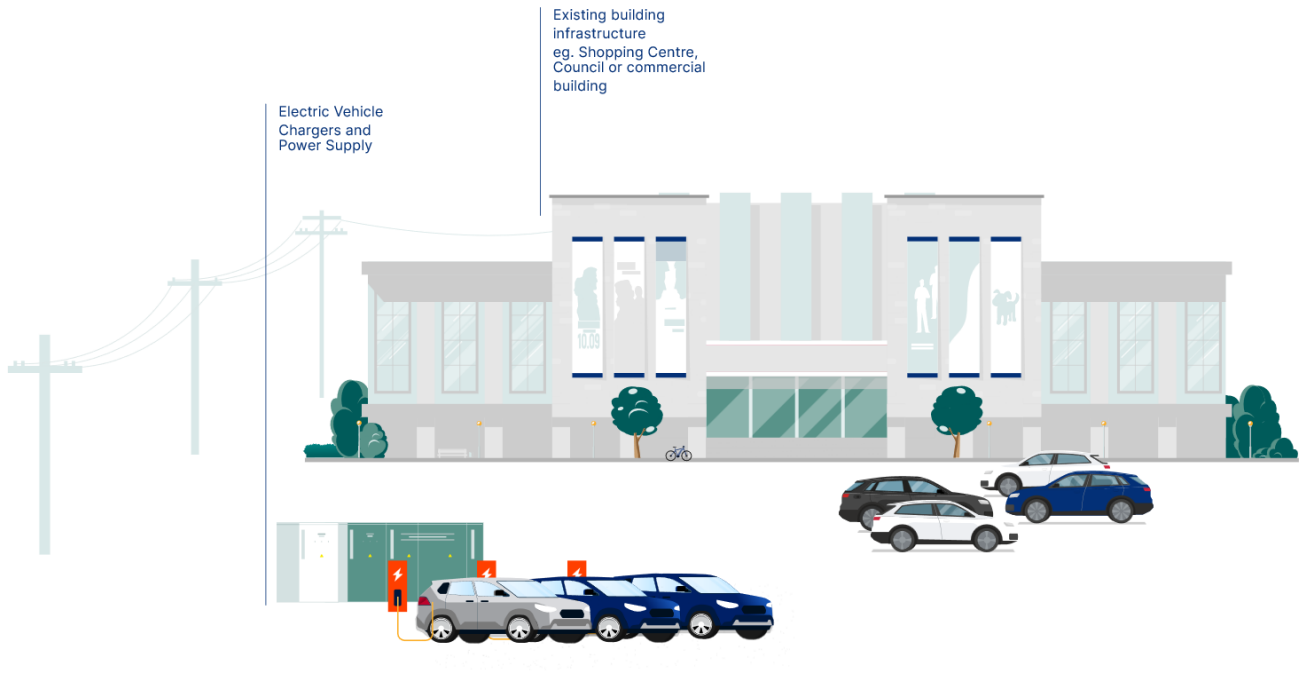 Existing building
infrastructure
eg. Shopping Centre,
Council or commercial
building
Electric Vehicle
Chargers and
Power Supply
10.09